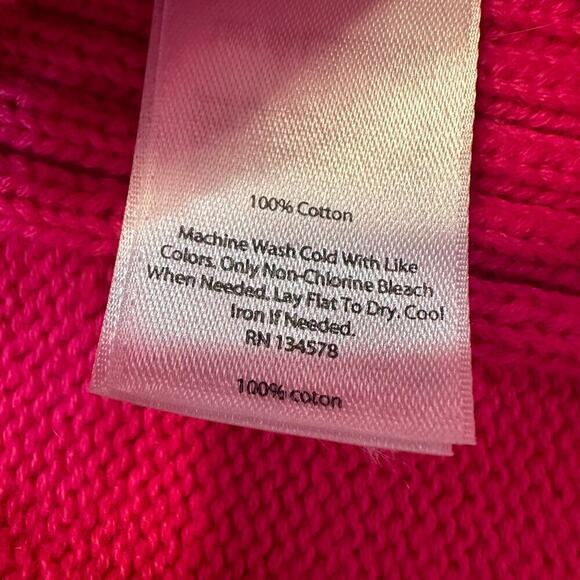 100% Cotton
Machine Wash Cold With Like
Colors. Only Non-Chlorine Bleach
When Needed. Lay Flat To Dry. Cool
Iron If Needed.
RN 134578
100% coton